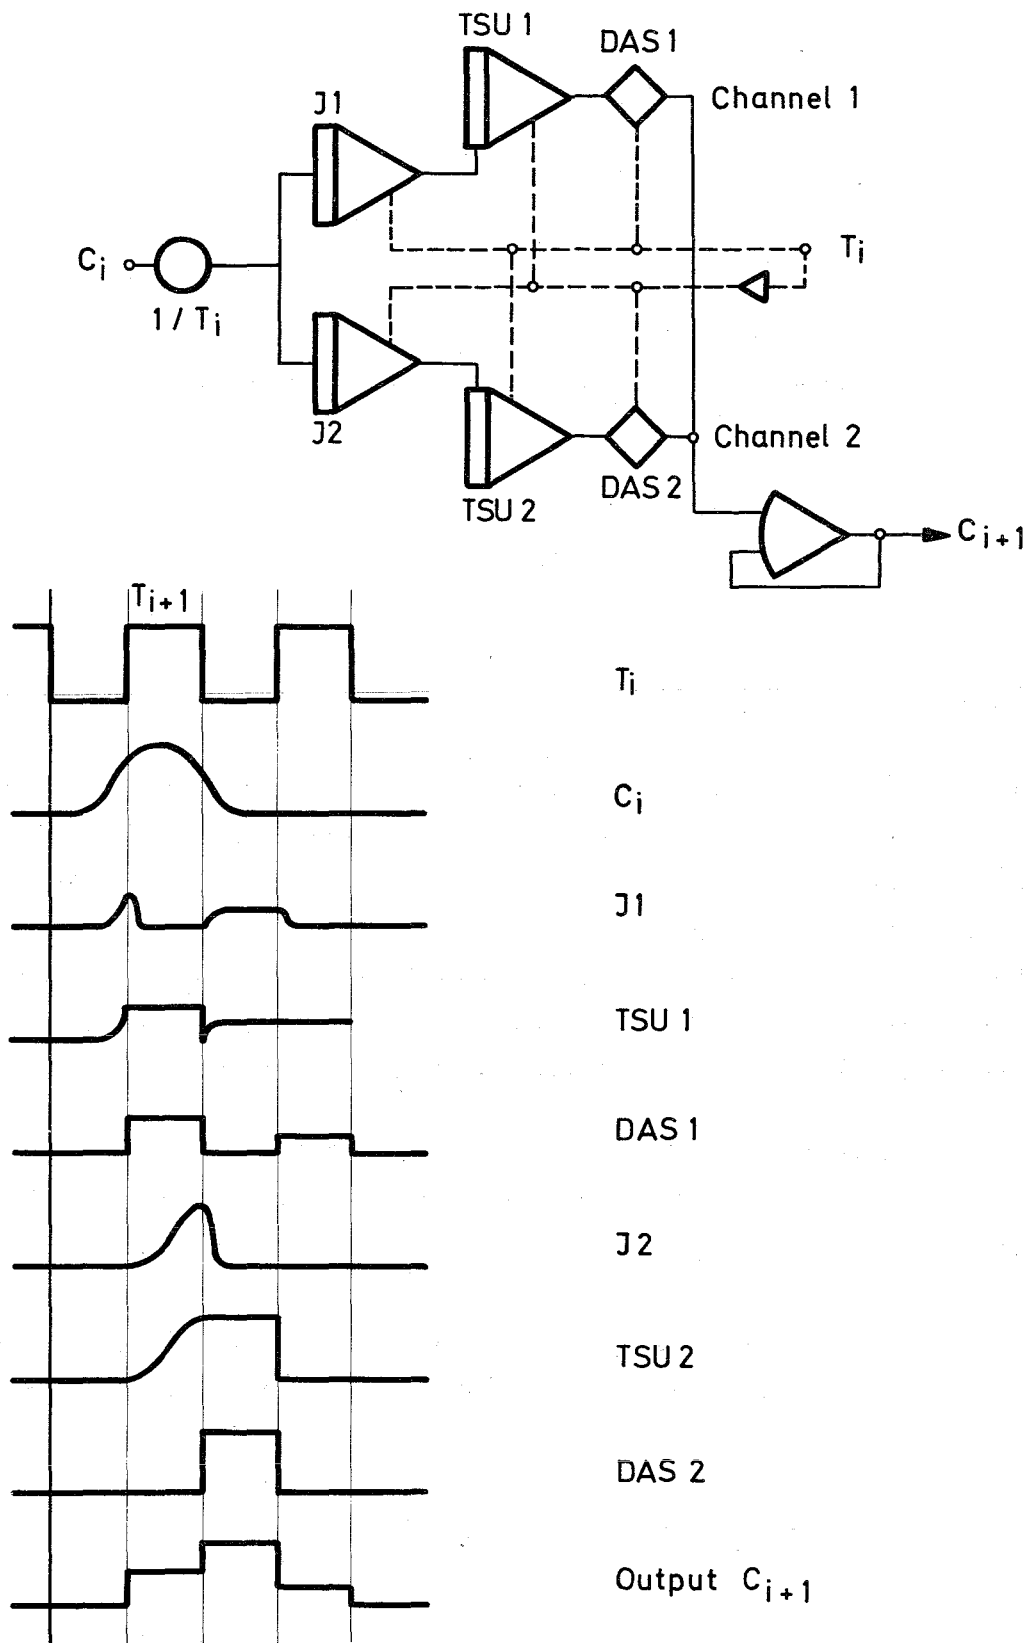 TSU 1
DAS 1
Channel 1
J1
Ti
Ci
1 / Ti
J2
Channel 2
DAS 2
TSU 2
Ci+1
Ti+1
Ti
Ci
J1
TSU 1
DAS 1
J2
TSU 2
DAS 2
Output Ci+1